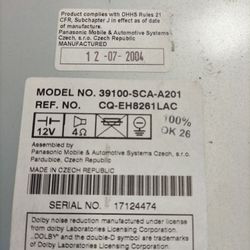 Product complies with DHHS Rules 21
CFR, Subchapter J in effect as of date
of manufacture.
Panasonic Mobile & Automotive Systems
Czech, s.r.o. Czech Republic
MANUFACTURED
12-07-2004
MODEL NO. 39100-SCA-A201
REF. NO. CQ-EH8261LAC
12V 4Ω
100%
OK 26
Assembled by
Panasonic Mobile & Automotive Systems Czech, s.r.o.
Pardubice, Czech Republic
MADE IN CZECH REPUBLIC
SERIAL NO. 17124474
Dolby noise reduction manufactured under license
from Dolby Laboratories Licensing Corporation.
"DOLBY" and the double-D symbol are trademarks
of Dolby Laboratories Licensing Corporation.